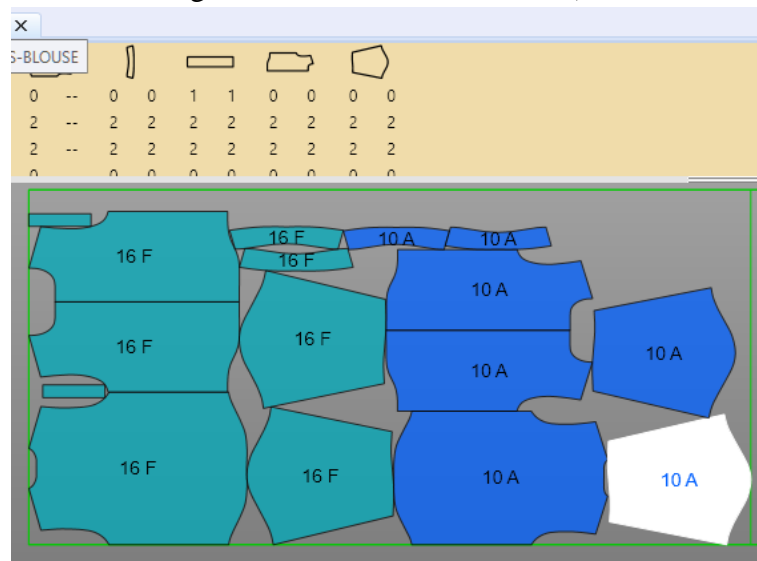 S-BLOUSE
0 -- 0 0 1 1 0 0 0 0
2 -- 2 2 2 2 2 2 2 2
2 -- 2 2 2 2 2 2 2 2
16 F 10 A 10 A
16 F 16 F
10 A
16 F 16 F 10 A
16 F 10 A
16 F 16 F 10 A 10 A